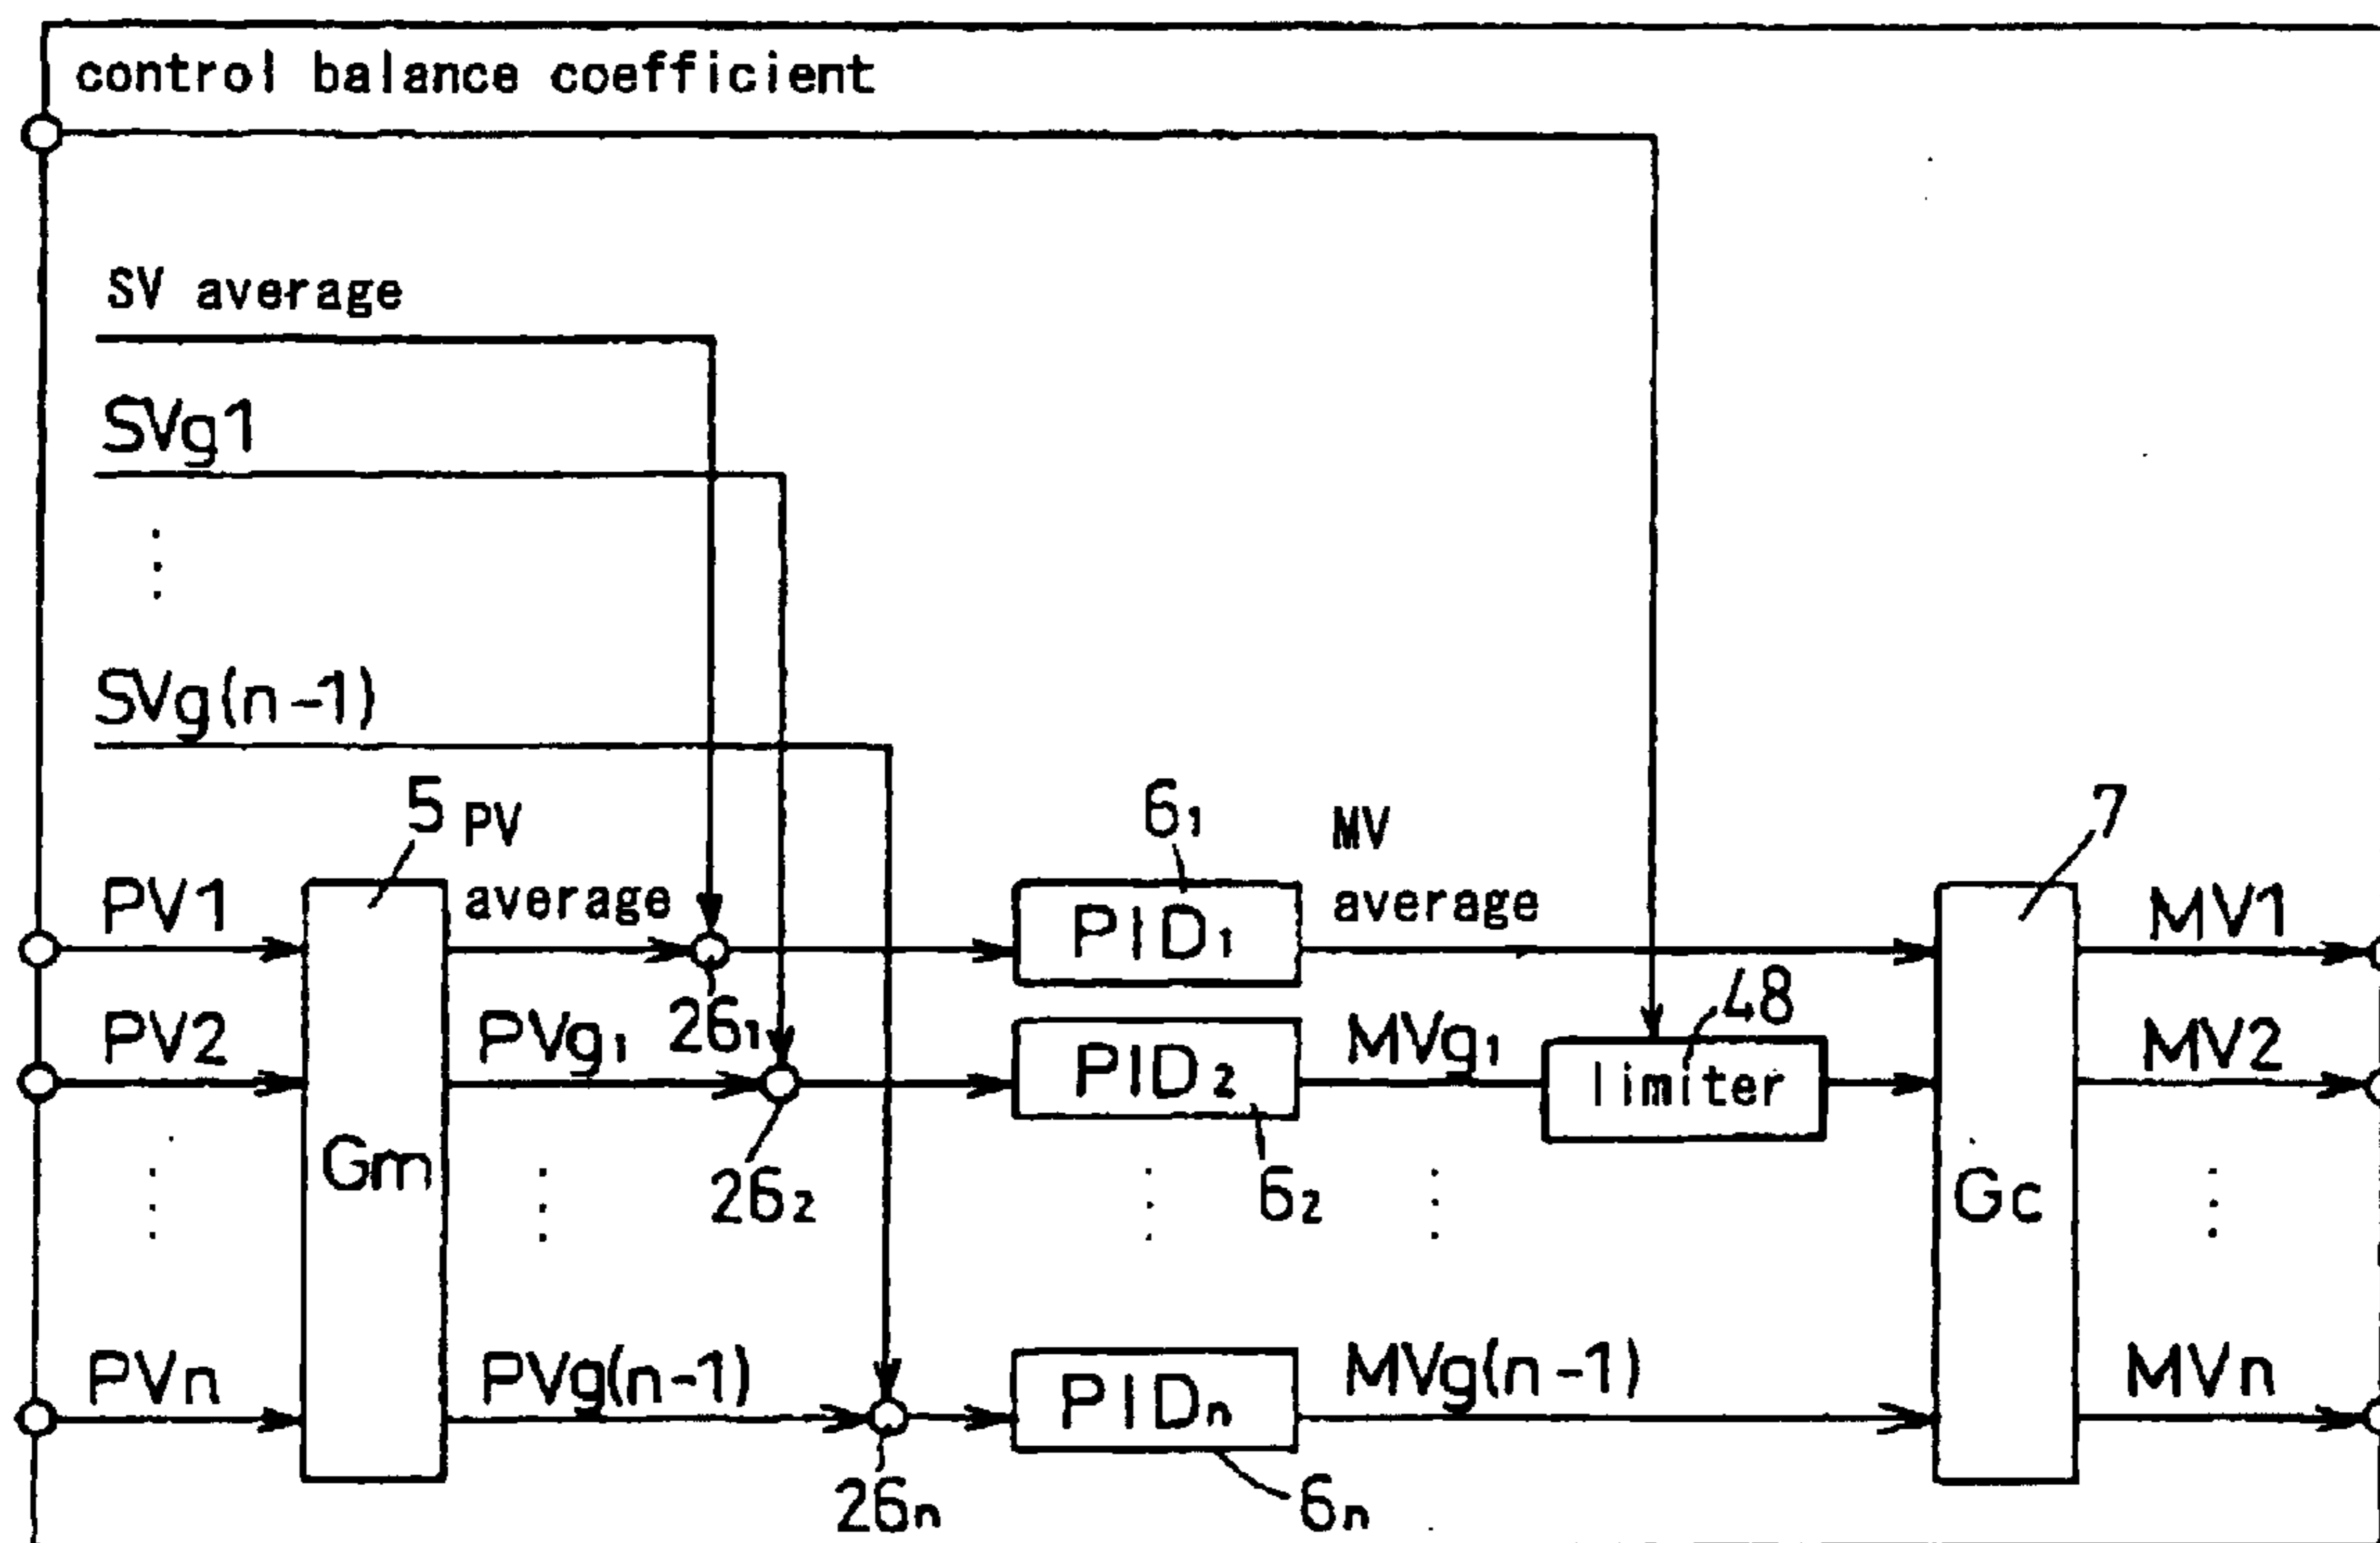 control balance coefficient
SV average
SVg1
SVg(n-1)
5
PV
average
6₁
MV
average
7
PV1
PID₁
MV1
26₁
48
PV2
PVg₁
PID₂
MVg₁
limiter
MV2
Gm
26₂
6₂
Gc
PVn
PVg(n-1)
PIDn
MVg(n-1)
MVn
26n
6n